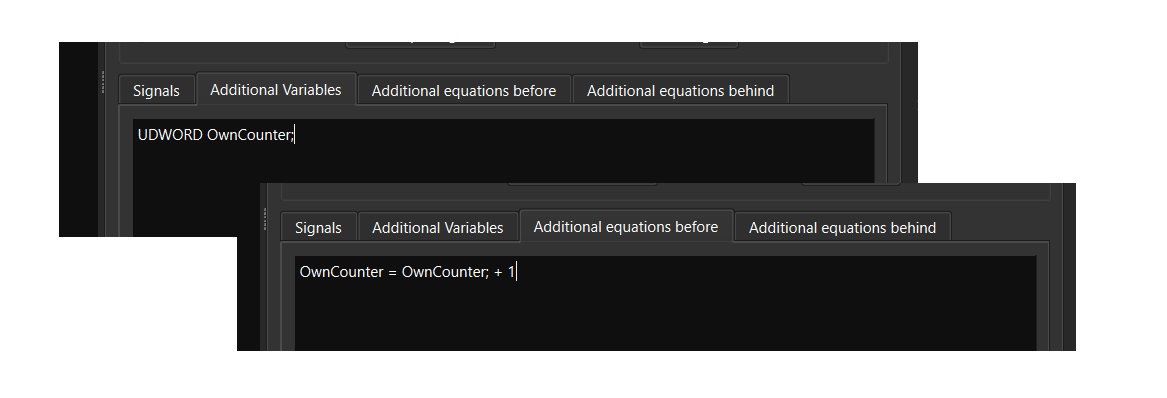 Signals Additional Variables Additional equations before Additional equations behind
UDWORD OwnCounter;
Signals Additional Variables Additional equations before Additional equations behind
OwnCounter = OwnCounter; + 1